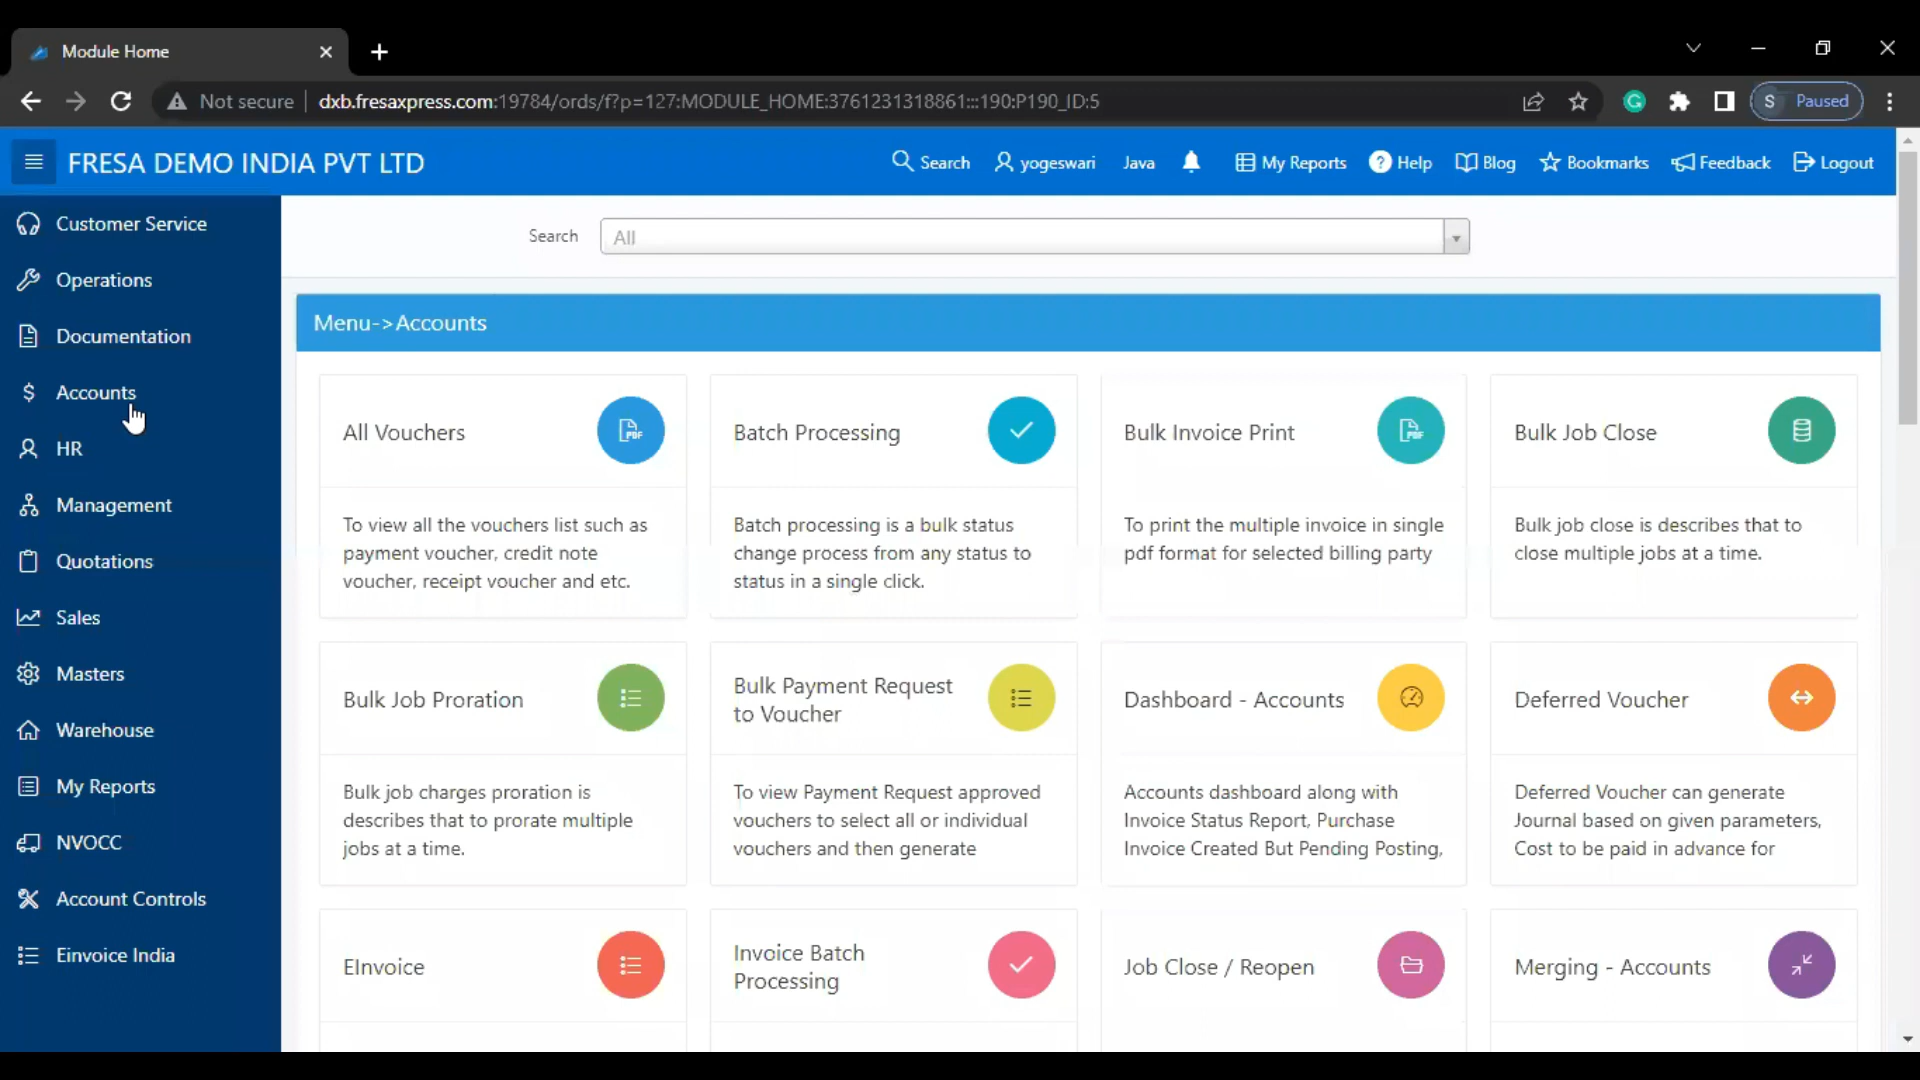 Module Home
Not secure dxb.fresaxpress.com:19784/ords/f?p=127:MODULE_HOME:3761231318861:::190:P190_ID:5
G
S Paused
FRESA DEMO INDIA PVT LTD
Search yogeswari Java My Reports Help Blog Bookmarks Feedback Logout
Customer Service
Operations
Documentation
Accounts
HR
Management
Quotations
Sales
Masters
Warehouse
My Reports
NVOCC
Account Controls
Einvoice India
Search All
Menu->Accounts
All Vouchers
PDF
To view all the vouchers list such as
payment voucher, credit note
voucher, receipt voucher and etc.
Batch Processing
Batch processing is a bulk status
change process from any status to
status in a single click.
Bulk Invoice Print
PDF
To print the multiple invoice in single
pdf format for selected billing party
Bulk Job Close
Bulk job close is describes that to
close multiple jobs at a time.
Bulk Job Proration
Bulk job charges proration is
describes that to prorate multiple
jobs at a time.
Bulk Payment Request
to Voucher
To view Payment Request approved
vouchers to select all or individual
vouchers and then generate
Dashboard - Accounts
Accounts dashboard along with
Invoice Status Report, Purchase
Invoice Created But Pending Posting,
Deferred Voucher
Deferred Voucher can generate
Journal based on given parameters,
Cost to be paid in advance for
EInvoice
Invoice Batch
Processing
Job Close / Reopen
Merging - Accounts